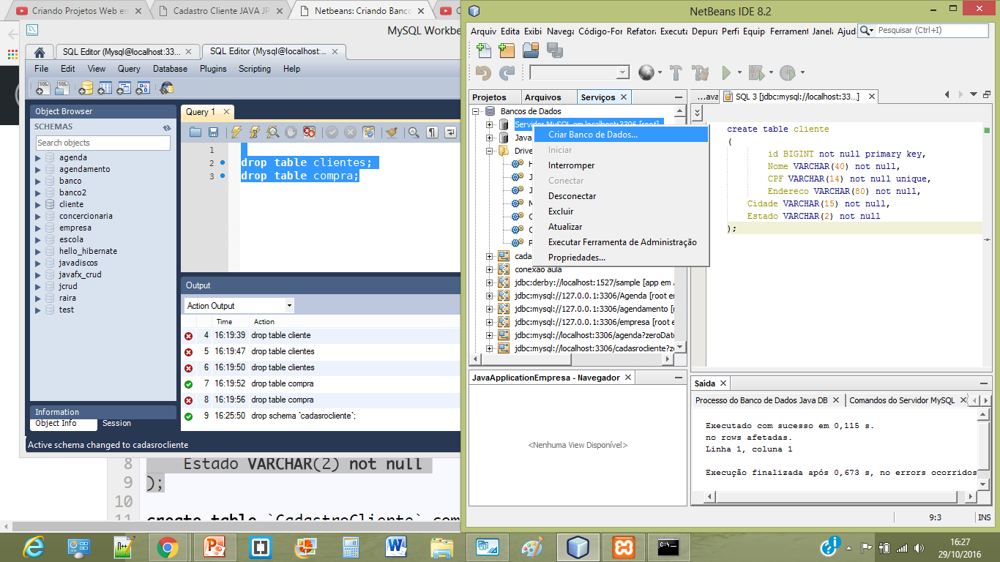 Criando Projetos Web en
Cadastro Cliente JAVA JP
Netbeans: Criando Banco
MySQL Workbe
SQL Editor (Mysql@localhost:33...
SQL Editor (Mysql@localhost:...
File Edit View Query Database Plugins Scripting Help
Object Browser
SCHEMAS
Search objects
agenda
agendamento
banco
banco2
cliente
concercionaria
empresa
escola
hello_hibernate
javadiscos
javafx_crud
jcrud
raira
test
Information
Object Info Session
Active schema changed to cadasrocliente
Query 1
1
2 drop table clientes;
3 drop table compra;
Output
Action Output
Time Action
4 16:19:39 drop table cliente
5 16:19:47 drop table clientes
6 16:19:50 drop table clientes
7 16:19:52 drop table compra
8 16:19:56 drop table compra
9 16:25:50 drop schema `cadasrocliente`;
8 Estado VARCHAR(2) not null
9 );
10
11 create table `CadastroCliente` com
NetBeans IDE 8.2
Arquiv Edita Exibi Navega Código-For Refatora Executa Depura Perfi Equip Ferrament Janela Ajud
Pesquisar (Ctrl+I)
Projetos Arquivos Serviços
Bancos de Dados
Servidor MySQL em localhost:3306 [root]
Java
Drive
Criar Banco de Dados...
Iniciar
Interromper
Conectar
Desconectar
Excluir
Atualizar
Executar Ferramenta de Administração
Propriedades...
cada
conexao aula
jdbc:derby://localhost:1527/sample [app em
jdbc:mysql://127.0.0.1:3306/Agenda [root e
jdbc:mysql://127.0.0.1:3306/agendamento [
jdbc:mysql://127.0.0.1:3306/empresa [root e
jdbc:mysql://localhost:3306/agenda?zeroDat
jdbc:mysql://localhost:3306/cadasrocliente?z
JavaApplicationEmpresa - Navegador
<Nenhuma View Disponível>
...ava
SQL 3 [jdbc:mysql://localhost:33...]
create table cliente
(
id BIGINT not null primary key,
Nome VARCHAR(40) not null,
CPF VARCHAR(14) not null unique,
Endereco VARCHAR(80) not null,
Cidade VARCHAR(15) not null,
Estado VARCHAR(2) not null
);
Saída
Processo do Banco de Dados Java DB
Comandos do Servidor MySQL
Executado com sucesso em 0,115 s.
no rows afetadas.
Linha 1, coluna 1
Execução finalizada após 0,673 s, no errors ocorridos
9:3 INS
16:27
29/10/2016